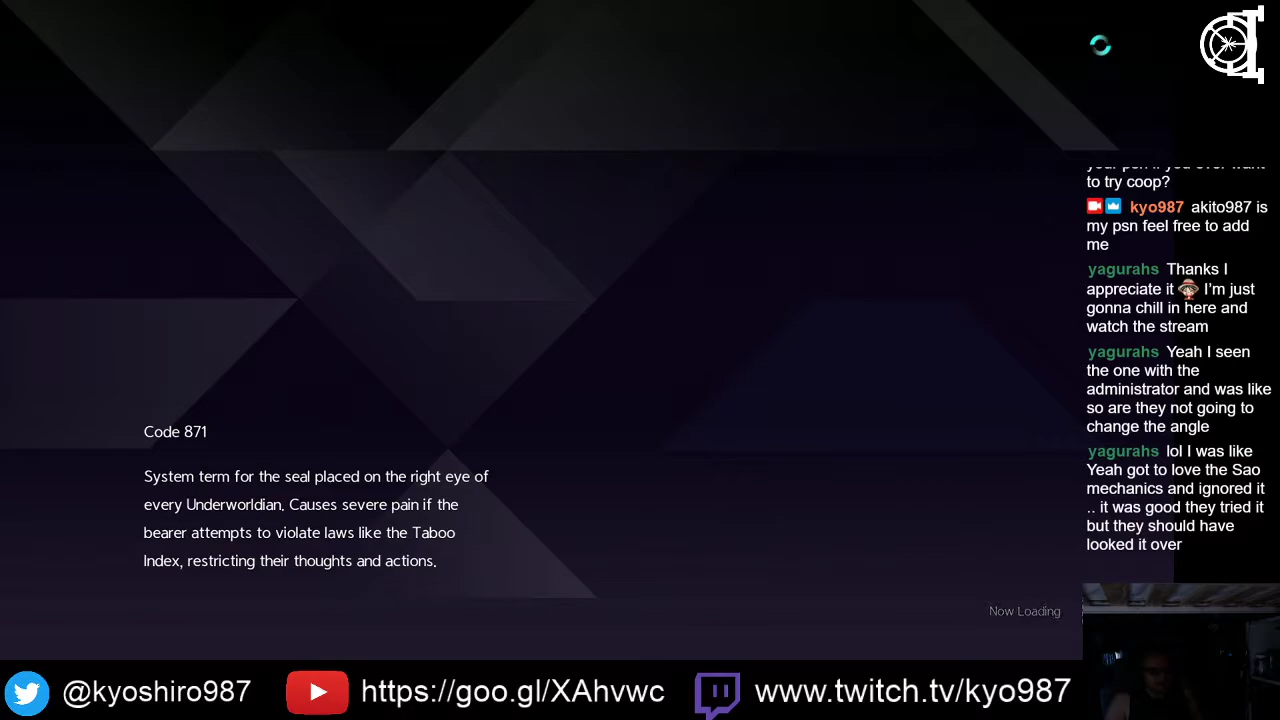 to try coop?
kyo987 akito987 is
my psn feel free to add
me
yagurahs Thanks I
appreciate it I'm just
gonna chill in here and
watch the stream
yagurahs Yeah I seen
the one with the
administrator and was like
so are they not going to
change the angle
yagurahs lol I was like
Yeah got to love the Sao
mechanics and ignored it
.. it was good they tried it
but they should have
looked it over
Code 871
System term for the seal placed on the right eye of
every Underworldian. Causes severe pain if the
bearer attempts to violate laws like the Taboo
Index, restricting their thoughts and actions.
Now Loading
@kyoshiro987 https://goo.gl/XAhvwc www.twitch.tv/kyo987